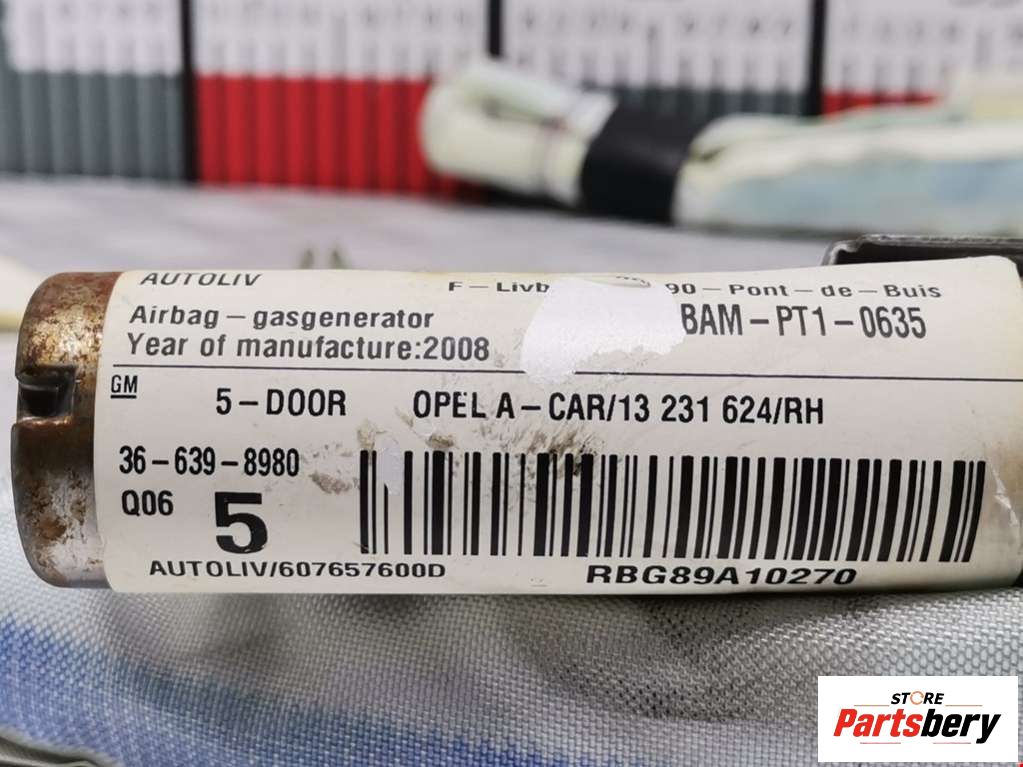 AUTOLIV F-Livb 90-Pont-de-Buis
Airbag-gasgenerator BAM-PT1-0635
Year of manufacture:2008
GM 5-DOOR OPEL A-CAR/13 231 624/RH
36-639-8980
Q06 5
AUTOLIV/607657600D RBG89A10270
STORE
Partsbery